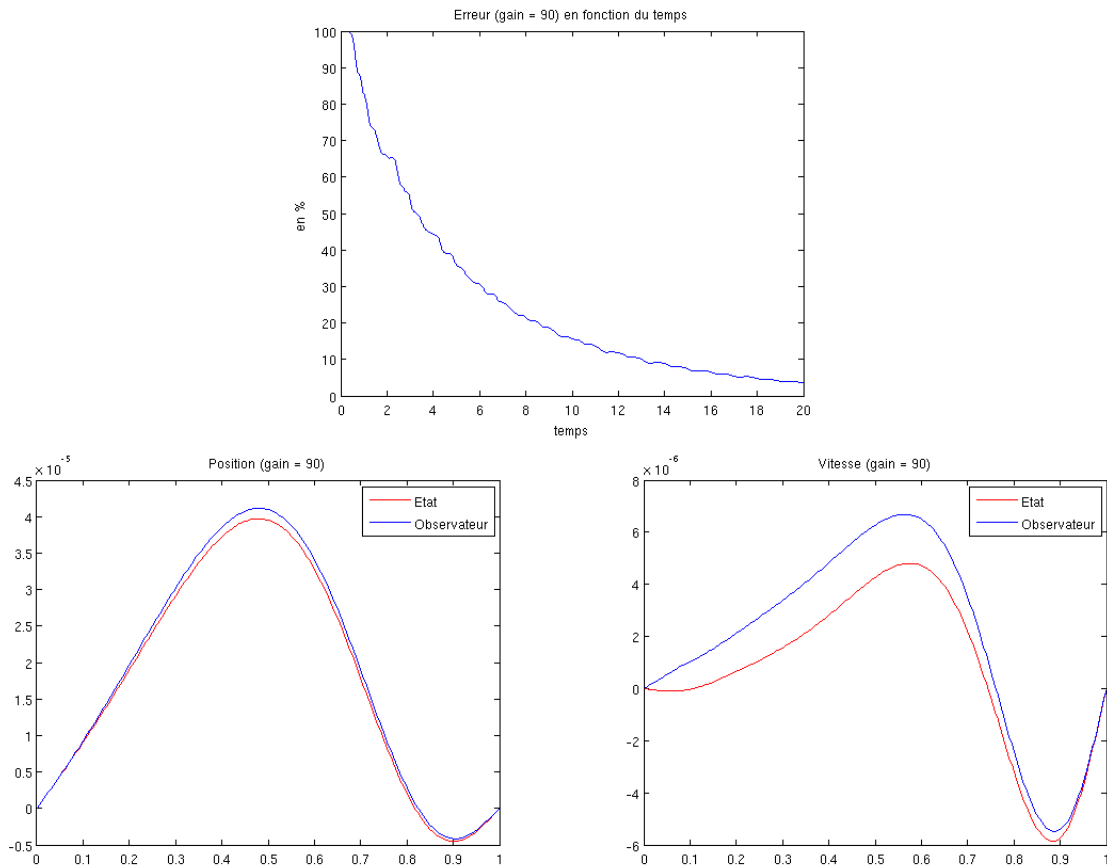 Erreur (gain = 90) en fonction du temps
100
90
80
70
60
50
40
30
20
10
0
en %
0 2 4 6 8 10 12 14 16 18 20
temps
Position (gain = 90)
×10⁻⁵
4.5
4
3.5
3
2.5
2
1.5
1
0.5
0
-0.5
0 0.1 0.2 0.3 0.4 0.5 0.6 0.7 0.8 0.9 1
Etat
Observateur
Vitesse (gain = 90)
×10⁻⁶
8
6
4
2
0
-2
-4
-6
0 0.1 0.2 0.3 0.4 0.5 0.6 0.7 0.8 0.9 1
Etat
Observateur